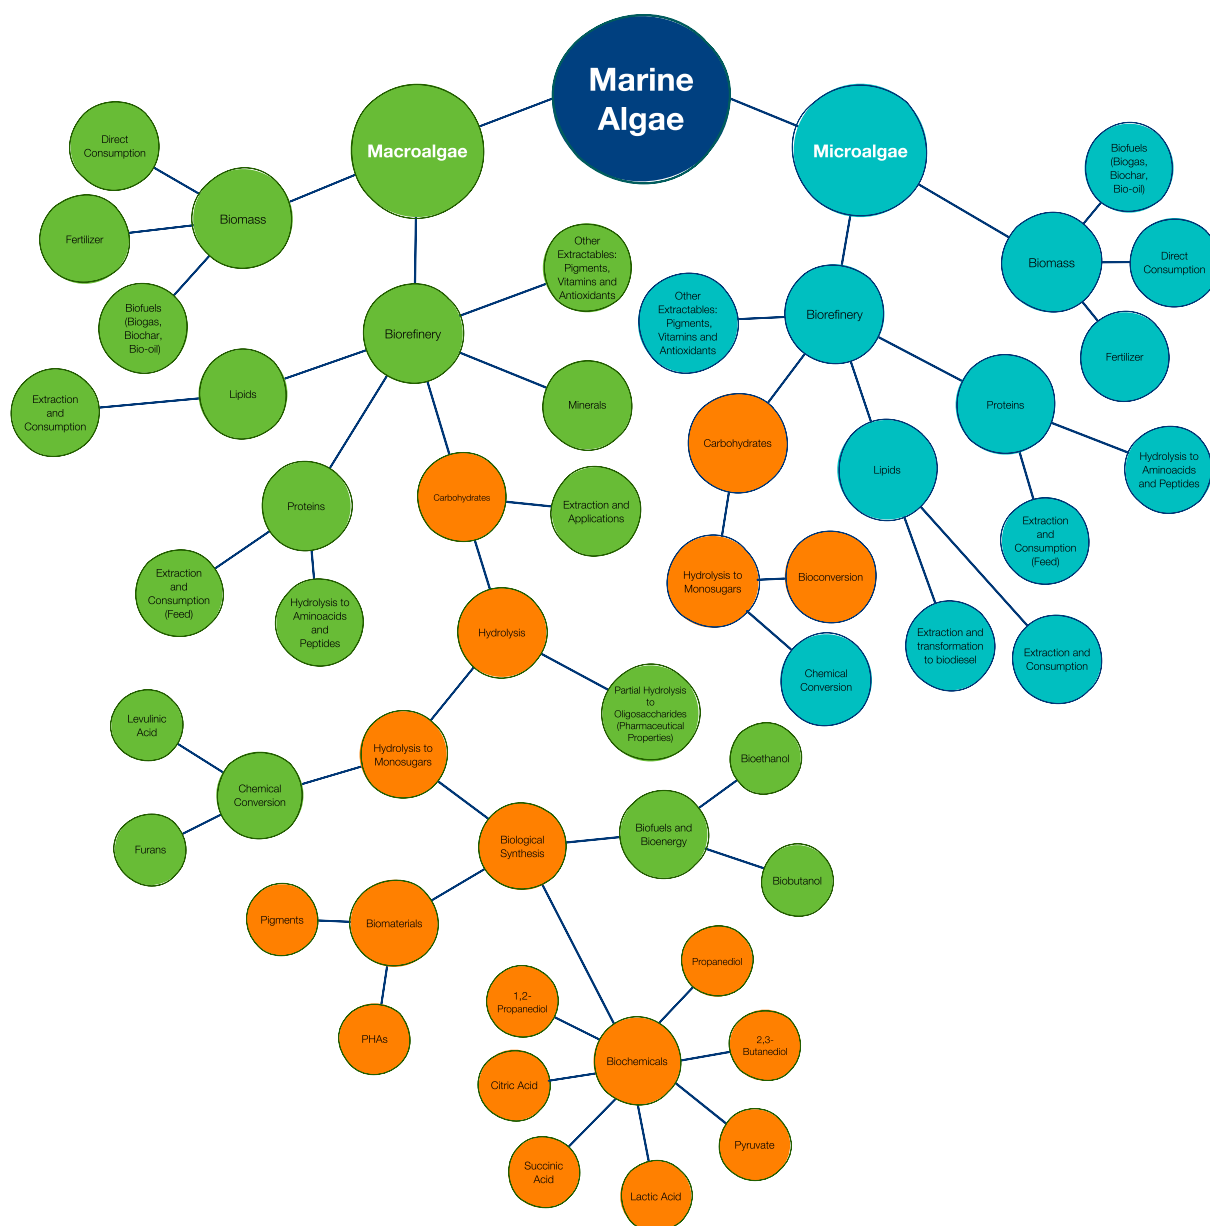 Marine
Algae
Macroalgae
Microalgae
Direct
Consumption
Biomass
Fertilizer
Biofuels
(Biogas,
Biochar,
Bio-oil)
Biorefinery
Other
Extractables:
Pigments,
Vitamins and
Antioxidants
Minerals
Lipids
Extraction
and
Consumption
Proteins
Extraction
and
Consumption
(Feed)
Hydrolysis to
Aminoacids
and
Peptides
Carbohydrates
Extraction and
Applications
Hydrolysis
Partial Hydrolysis
to
Oligosaccharides
(Pharmaceutical
Properties)
Hydrolysis to
Monosugars
Chemical
Conversion
Levulinic
Acid
Furans
Biological
Synthesis
Biofuels and
Bioenergy
Bioethanol
Biobutanol
Biomaterials
Pigments
PHAs
Biochemicals
1,2-
Propanediol
Propanediol
2,3-
Butanediol
Citric Acid
Succinic
Acid
Lactic Acid
Pyruvate
Biomass
Biofuels
(Biogas,
Biochar,
Bio-oil)
Direct
Consumption
Fertilizer
Biorefinery
Other
Extractables:
Pigments,
Vitamins and
Antioxidants
Carbohydrates
Hydrolysis to
Monosugars
Bioconversion
Chemical
Conversion
Lipids
Extraction and
transformation
to biodiesel
Extraction and
Consumption
Proteins
Hydrolysis to
Aminoacids
and Peptides
Extraction
and
Consumption
(Feed)